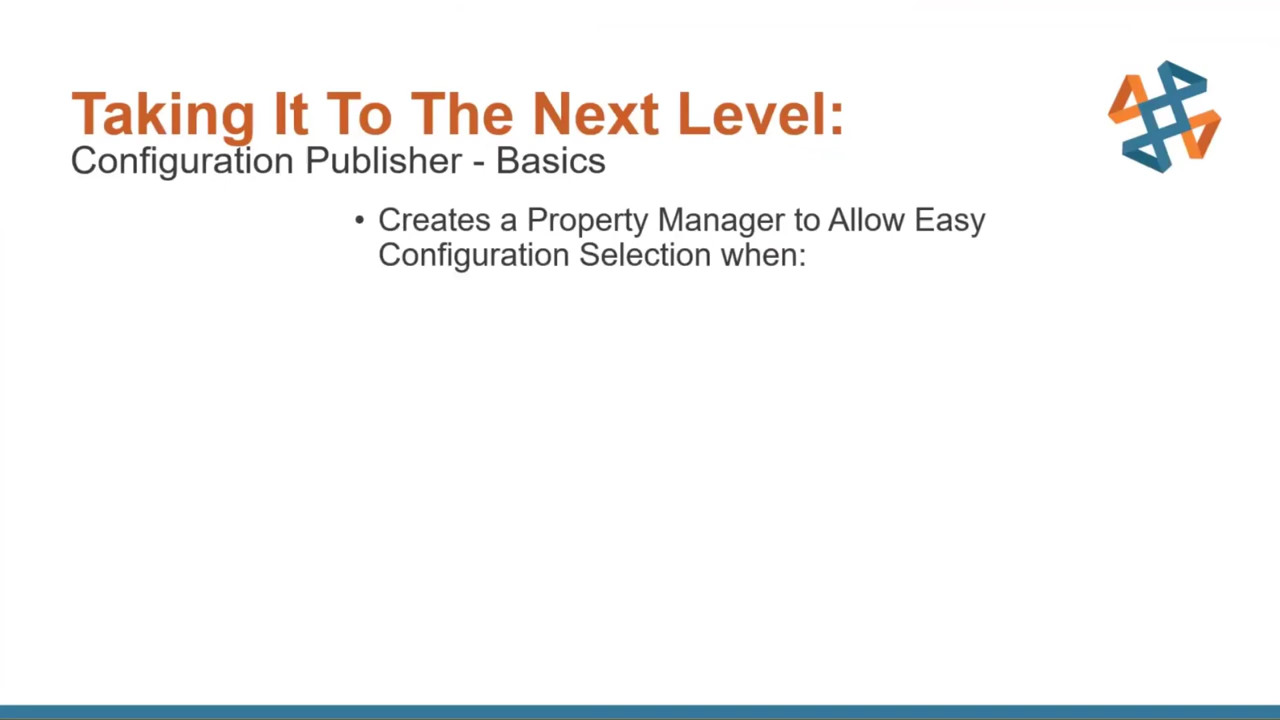 Taking It To The Next Level:
Configuration Publisher - Basics
• Creates a Property Manager to Allow Easy
Configuration Selection when: